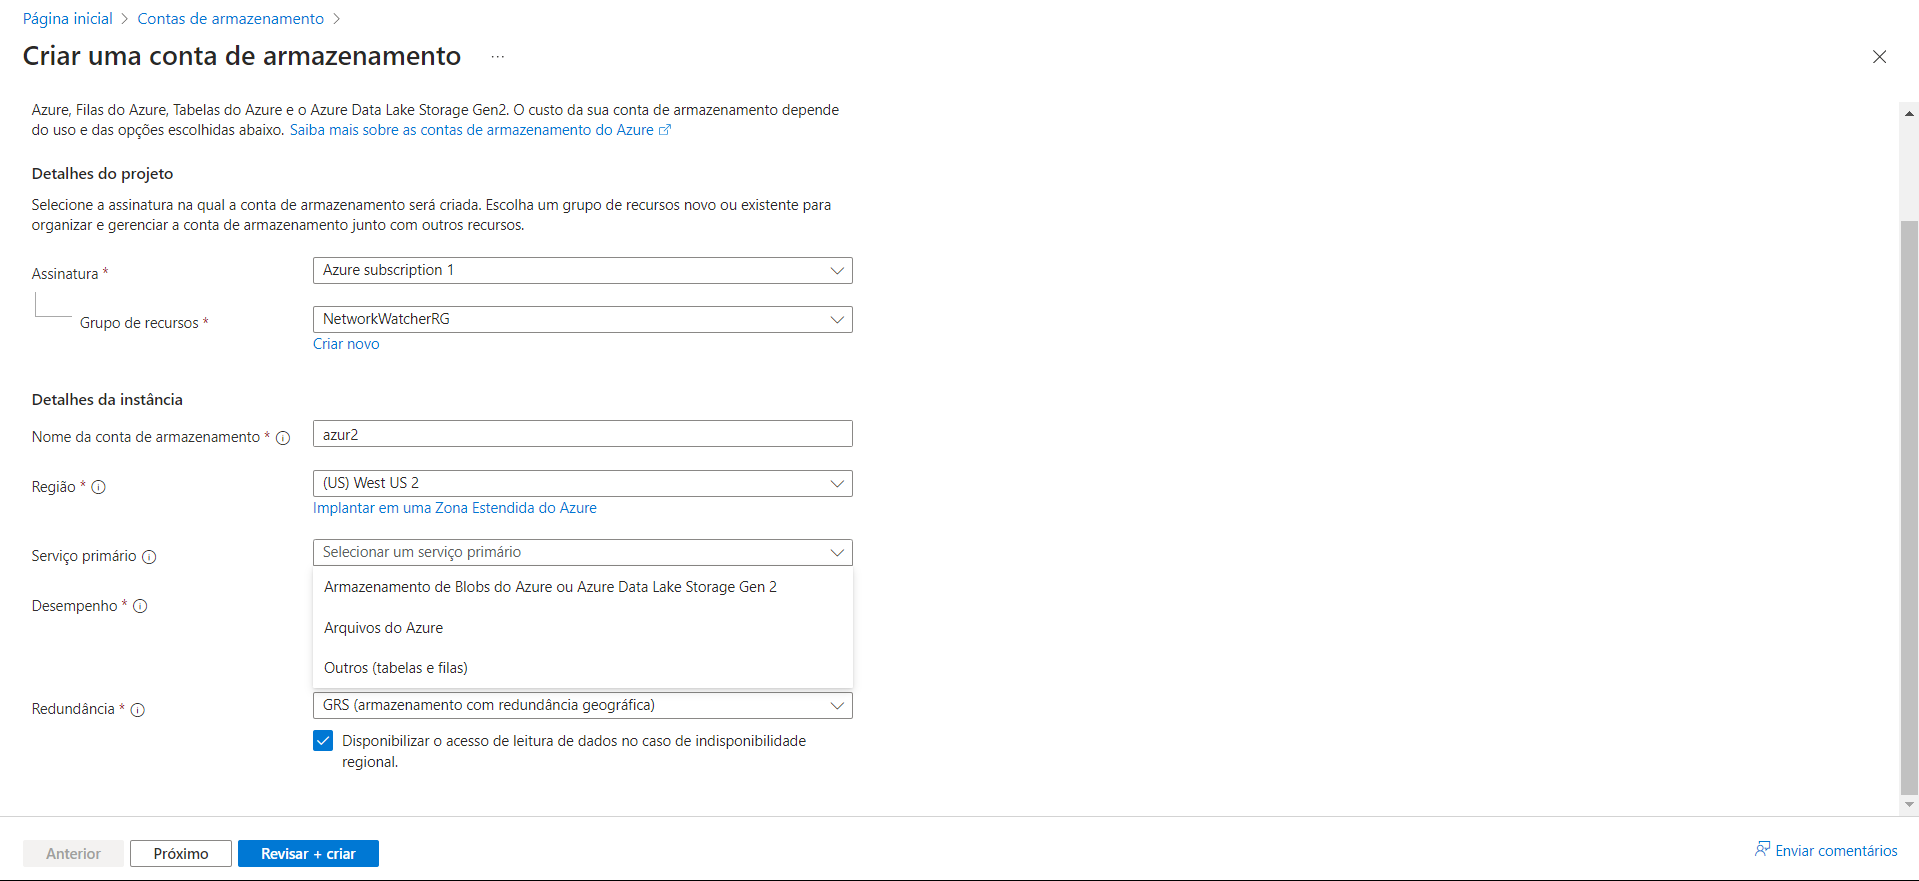 Página inicial > Contas de armazenamento >
Criar uma conta de armazenamento ...
Azure, Filas do Azure, Tabelas do Azure e o Azure Data Lake Storage Gen2. O custo da sua conta de armazenamento depende
do uso e das opções escolhidas abaixo. Saiba mais sobre as contas de armazenamento do Azure
Detalhes do projeto
Selecione a assinatura na qual a conta de armazenamento será criada. Escolha um grupo de recursos novo ou existente para
organizar e gerenciar a conta de armazenamento junto com outros recursos.
Assinatura * Azure subscription 1
Grupo de recursos * NetworkWatcherRG
Criar novo
Detalhes da instância
Nome da conta de armazenamento * azur2
Região * (US) West US 2
Implantar em uma Zona Estendida do Azure
Serviço primário Selecionar um serviço primário
Armazenamento de Blobs do Azure ou Azure Data Lake Storage Gen 2
Desempenho *
Arquivos do Azure
Outros (tabelas e filas)
Redundância * GRS (armazenamento com redundância geográfica)
Disponibilizar o acesso de leitura de dados no caso de indisponibilidade
regional.
Anterior Próximo Revisar + criar Enviar comentários